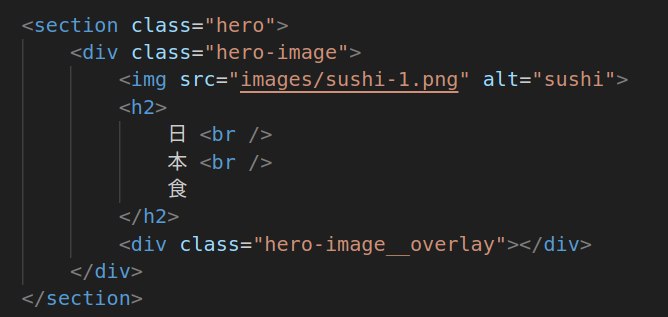 <section class="hero">
<div class="hero-image">
<img src="images/sushi-1.png" alt="sushi">
<h2>
日 <br />
本 <br />
食
</h2>
<div class="hero-image__overlay"></div>
</div>
</section>